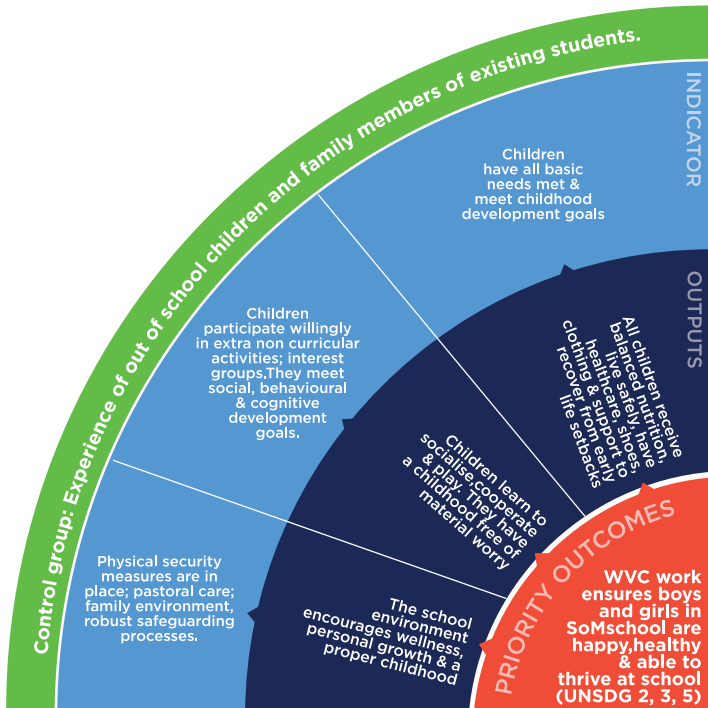 Control group: Experience of out of school children and family members of existing students.
INDICATOR
Children
have all basic
needs met &
meet childhood
development goals
Children
participate willingly
in extra non curricular
activities; interest
groups,They meet
social, behavioural
& cognitive
development
goals.
Physical security
measures are in
place; pastoral care;
family environment,
robust safeguarding
processes.
OUTPUTS
All children receive
balanced nutrition,
live safely, have
healthcare, shoes,
clothing & support to
recover from early
life setbacks
Children learn to
socialise,cooperate
& play. They have
a childhood free of
material worry
The school
environment
encourages wellness,
personal growth & a
proper childhood
PRIORITY OUTCOMES
WVC work
ensures boys
and girls in
SoMschool are
happy,healthy
& able to
thrive at school
(UNSDG 2, 3, 5)